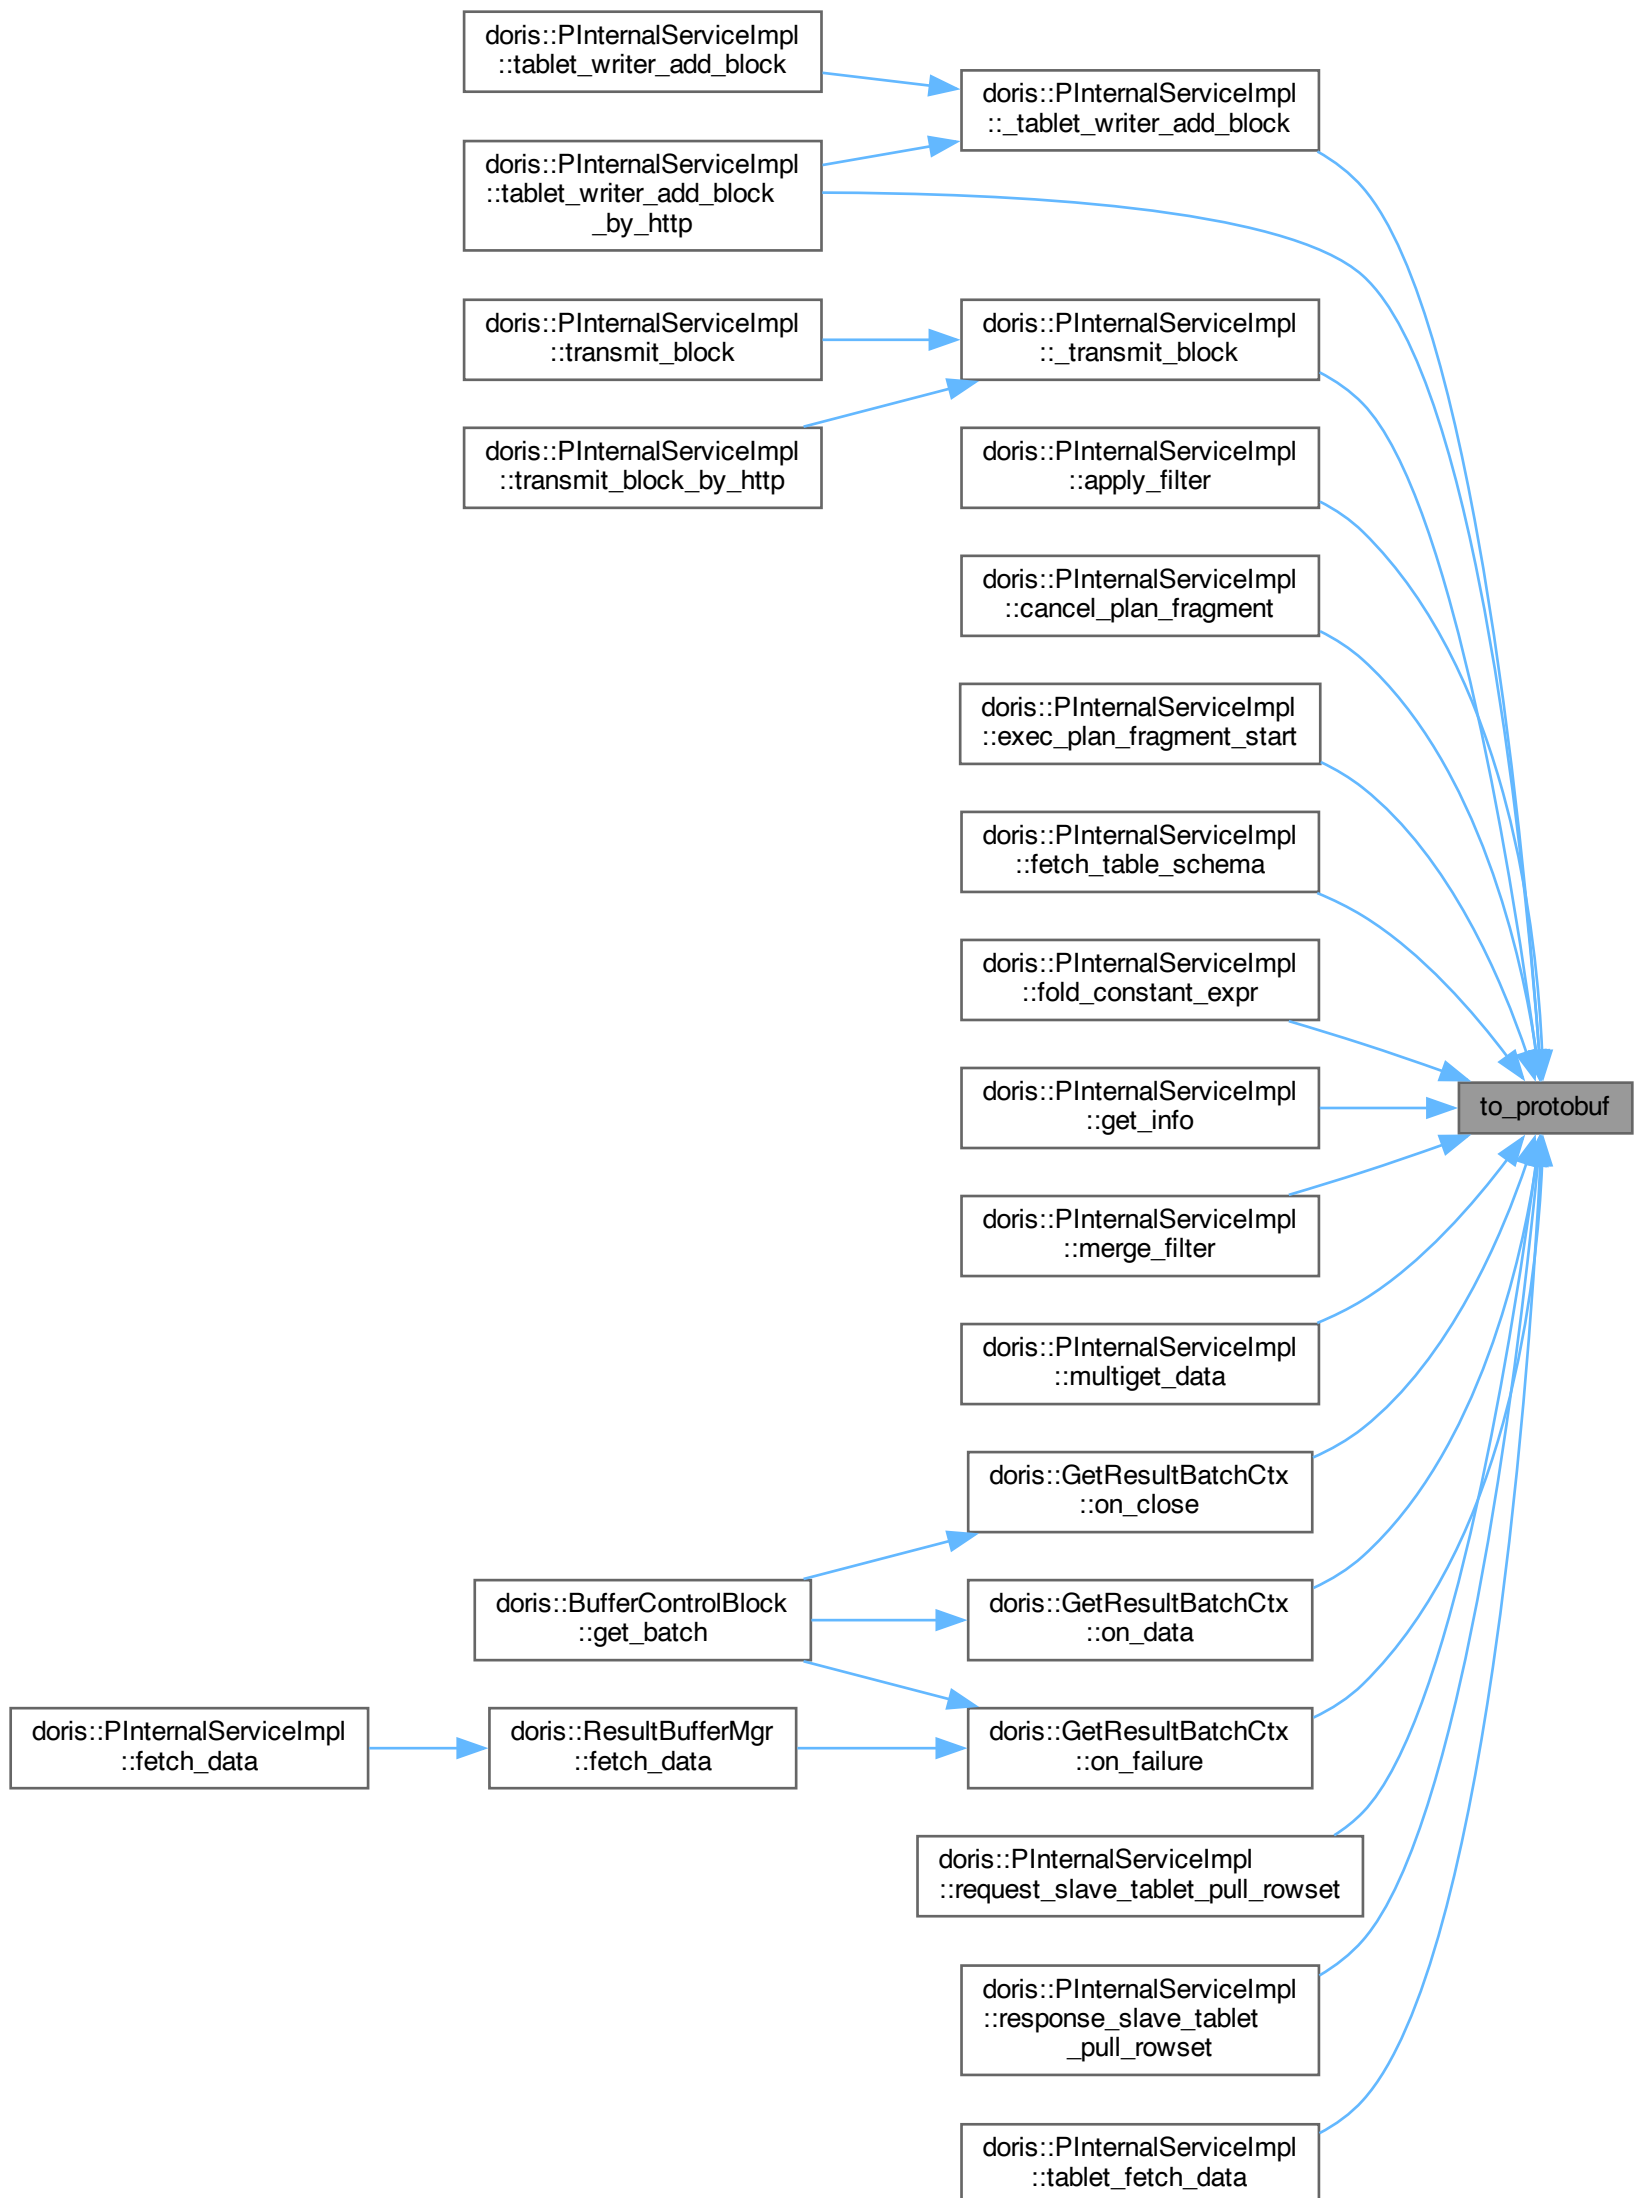 doris::PInternalServiceImpl
::tablet_writer_add_block
doris::PInternalServiceImpl
::_tablet_writer_add_block
doris::PInternalServiceImpl
::tablet_writer_add_block
_by_http
doris::PInternalServiceImpl
::transmit_block
doris::PInternalServiceImpl
::_transmit_block
doris::PInternalServiceImpl
::transmit_block_by_http
doris::PInternalServiceImpl
::apply_filter
doris::PInternalServiceImpl
::cancel_plan_fragment
doris::PInternalServiceImpl
::exec_plan_fragment_start
doris::PInternalServiceImpl
::fetch_table_schema
doris::PInternalServiceImpl
::fold_constant_expr
doris::PInternalServiceImpl
::get_info
to_protobuf
doris::PInternalServiceImpl
::merge_filter
doris::PInternalServiceImpl
::multiget_data
doris::GetResultBatchCtx
::on_close
doris::BufferControlBlock
::get_batch
doris::GetResultBatchCtx
::on_data
doris::PInternalServiceImpl
::fetch_data
doris::ResultBufferMgr
::fetch_data
doris::GetResultBatchCtx
::on_failure
doris::PInternalServiceImpl
::request_slave_tablet_pull_rowset
doris::PInternalServiceImpl
::response_slave_tablet
_pull_rowset
doris::PInternalServiceImpl
::tablet_fetch_data